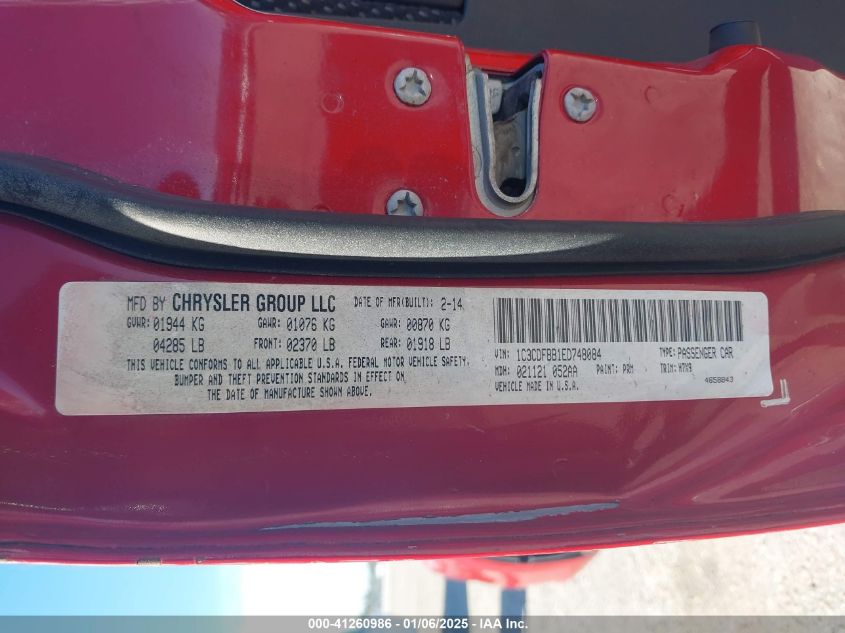 MFD BY CHRYSLER GROUP LLC DATE OF MFR(BUILT): 2-14
GVWR: 01944 KG GAWR: 01076 KG GAWR: 00870 KG
04285 LB FRONT: 02370 LB REAR: 01918 LB
THIS VEHICLE CONFORMS TO ALL APPLICABLE U.S.A. FEDERAL MOTOR VEHICLE SAFETY,
BUMPER AND THEFT PREVENTION STANDARDS IN EFFECT ON
THE DATE OF MANUFACTURE SHOWN ABOVE.
VIN: 1C3CDFBB1ED748084 TYPE: PASSENGER CAR
MDH: 021121 052AA PAINT: PRM TRIM: HTX9
VEHICLE MADE IN U.S.A. 4658843
000-41260986 - 01/06/2025 - IAA Inc.